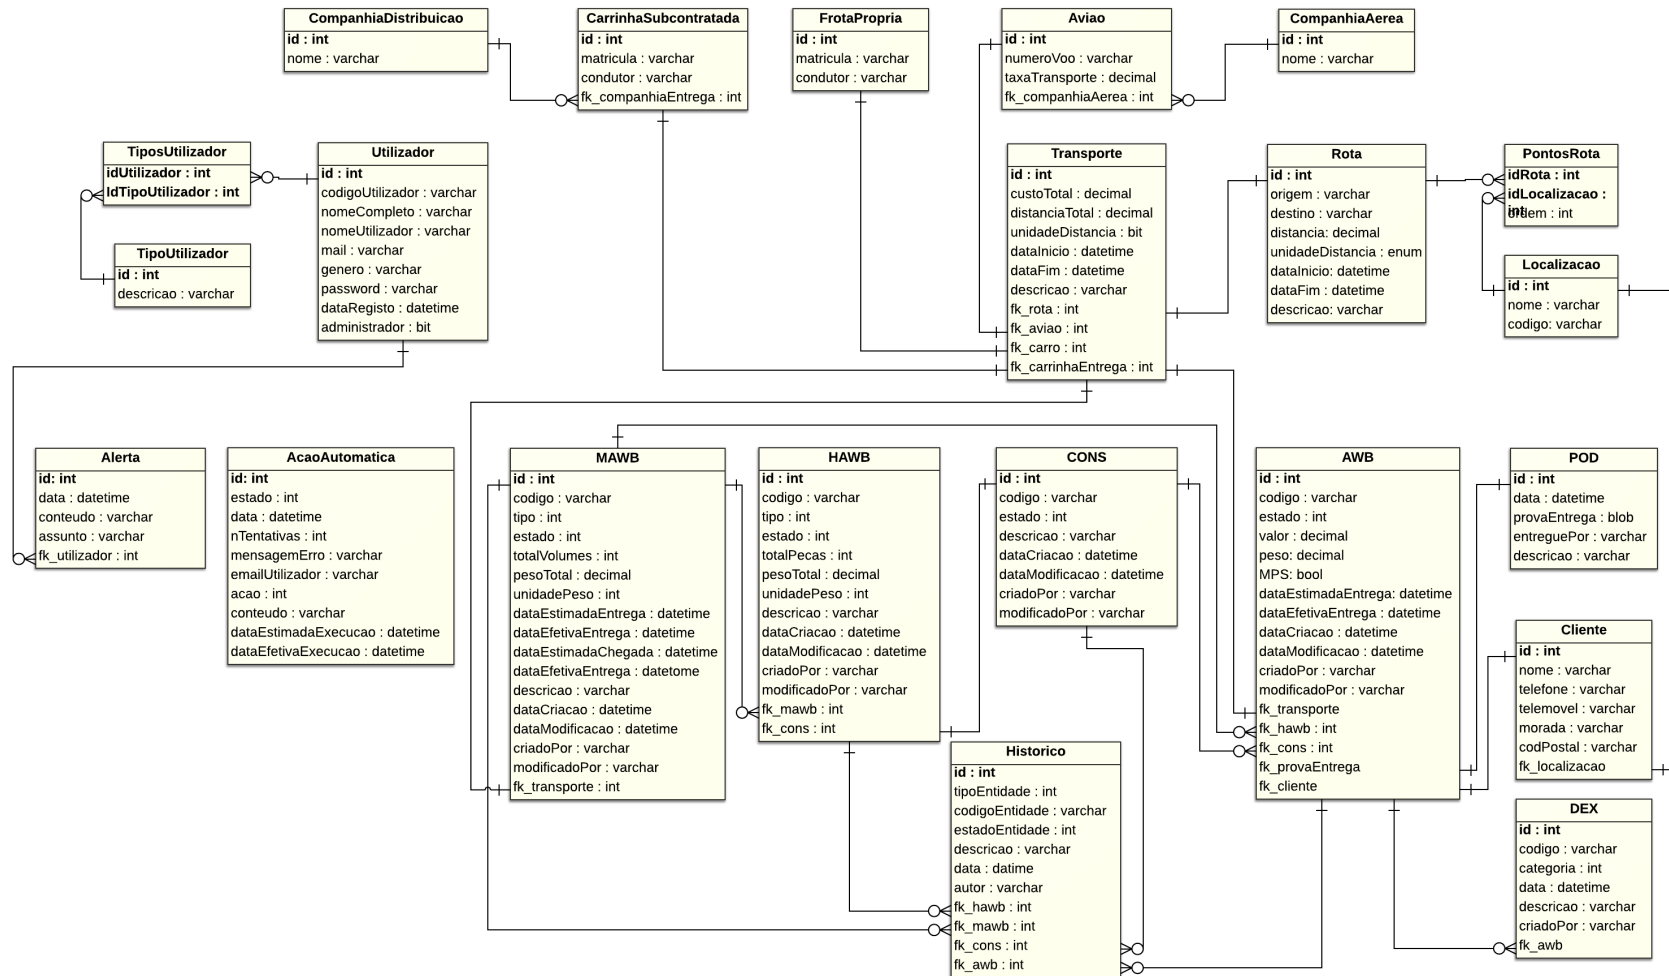 CompanhiaDistribuicao
id : int
nome : varchar
CarrinhaSubcontratada
id : int
matricula : varchar
condutor : varchar
fk_companhiaEntrega : int
FrotaPropria
id : int
matricula : varchar
condutor : varchar
Aviao
id : int
numeroVoo : varchar
taxaTransporte : decimal
fk_companhiaAerea : int
CompanhiaAerea
id : int
nome : varchar
TiposUtilizador
idUtilizador : int
IdTipoUtilizador : int
TipoUtilizador
id : int
descricao : varchar
Utilizador
id : int
codigoUtilizador : varchar
nomeCompleto : varchar
nomeUtilizador : varchar
mail : varchar
genero : varchar
password : varchar
dataRegisto : datetime
administrador : bit
Transporte
id : int
custoTotal : decimal
distanciaTotal : decimal
unidadeDistancia : bit
dataInicio : datetime
dataFim : datetime
descricao : varchar
fk_rota : int
fk_aviao : int
fk_carro : int
fk_carrinhaEntrega : int
Rota
id : int
origem : varchar
destino : varchar
distancia: decimal
unidadeDistancia : enum
dataInicio: datetime
dataFim : datetime
descricao: varchar
PontosRota
idRota : int
idLocalizacao :
int
ordem : int
Localizacao
id : int
nome : varchar
codigo: varchar
Alerta
id: int
data : datetime
conteudo : varchar
assunto : varchar
fk_utilizador : int
AcaoAutomatica
id: int
estado : int
data : datetime
nTentativas : int
mensagemErro : varchar
emailUtilizador : varchar
acao : int
conteudo : varchar
dataEstimadaExecucao : datetime
dataEfetivaExecucao : datetime
MAWB
id : int
codigo : varchar
tipo : int
estado : int
totalVolumes : int
pesoTotal : decimal
unidadePeso : int
dataEstimadaEntrega : datetime
dataEfetivaEntrega : datetime
dataEstimadaChegada : datetime
dataEfetivaEntrega : datetome
descricao : varchar
dataCriacao : datetime
dataModificacao : datetime
criadoPor : varchar
modificadoPor : varchar
fk_transporte : int
HAWB
id : int
codigo : varchar
tipo : int
estado : int
totalPecas : int
pesoTotal : decimal
unidadePeso : int
descricao : varchar
dataCriacao : datetime
dataModificacao : datetime
criadoPor : varchar
modificadoPor : varchar
fk_mawb : int
fk_cons : int
CONS
id : int
codigo : varchar
estado : int
descricao : varchar
dataCriacao : datetime
dataModificacao : datetime
criadoPor : varchar
modificadoPor : varchar
Historico
id : int
tipoEntidade : int
codigoEntidade : varchar
estadoEntidade : int
descricao : varchar
data : datime
autor : varchar
fk_hawb : int
fk_mawb : int
fk_cons : int
fk_awb : int
AWB
id : int
codigo : varchar
estado : int
valor : decimal
peso: decimal
MPS: bool
dataEstimadaEntrega: datetime
dataEfetivaEntrega : datetime
dataCriacao : datetime
dataModificacao : datetime
criadoPor : varchar
modificadoPor : varchar
fk_transporte
fk_hawb : int
fk_cons : int
fk_provaEntrega
fk_cliente
POD
id : int
data : datetime
provaEntrega : blob
entreguePor : varchar
descricao : varchar
Cliente
id : int
nome : varchar
telefone : varchar
telemovel : varchar
morada : varchar
codPostal : varchar
fk_localizacao
DEX
id : int
codigo : varchar
categoria : int
data : datetime
descricao : varchar
criadoPor : varchar
fk_awb